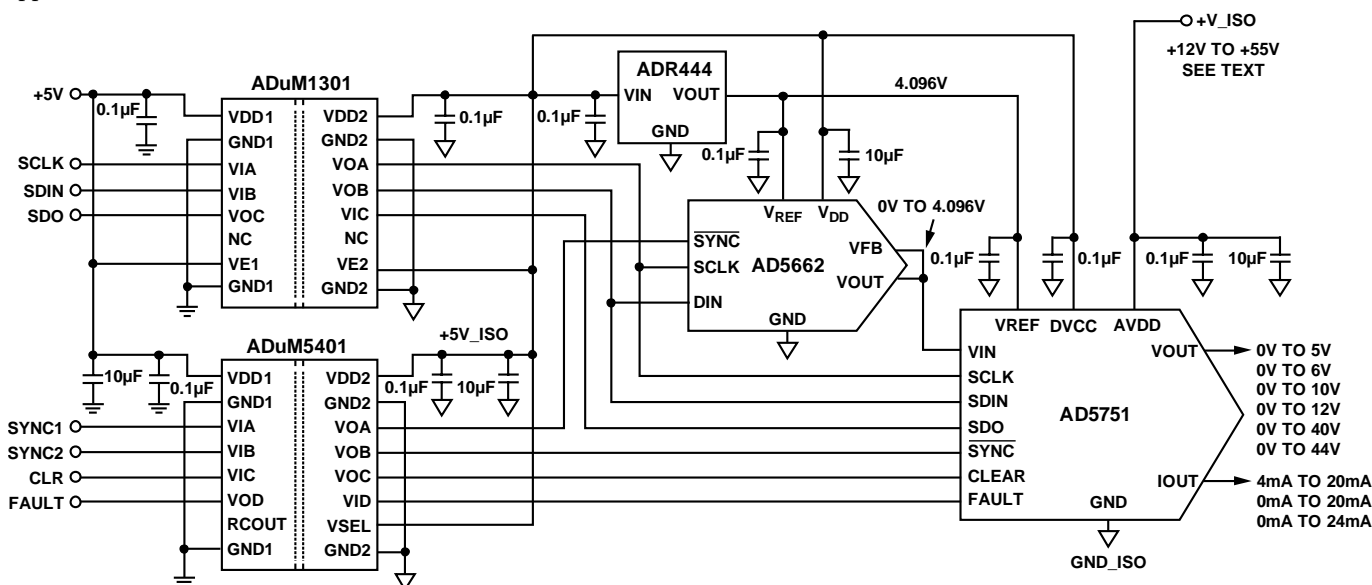 +5V
0.1µF
ADuM1301
VDD1
GND1
VIA
VIB
VOC
NC
VE1
GND1
VDD2
GND2
VOA
VOB
VIC
NC
VE2
GND2
SCLK
SDIN
SDO
0.1µF
0.1µF
ADR444
VIN
VOUT
GND
4.096V
0.1µF
10µF
+V_ISO
+12V TO +55V
SEE TEXT
VREF
VDD
SYNC
SCLK
DIN
AD5662
VFB
VOUT
GND
0V TO 4.096V
0.1µF
0.1µF
0.1µF
10µF
ADuM5401
10µF
0.1µF
VDD1
GND1
VIA
VIB
VIC
VOD
RCOUT
GND1
VDD2
GND2
VOA
VOB
VOC
VID
VSEL
GND2
SYNC1
SYNC2
CLR
FAULT
+5V_ISO
0.1µF
10µF
VREF
DVCC
AVDD
VIN
SCLK
SDIN
SDO
SYNC
CLEAR
FAULT
AD5751
VOUT
IOUT
GND
GND_ISO
0V TO 5V
0V TO 6V
0V TO 10V
0V TO 12V
0V TO 40V
0V TO 44V
4mA TO 20mA
0mA TO 20mA
0mA TO 24mA